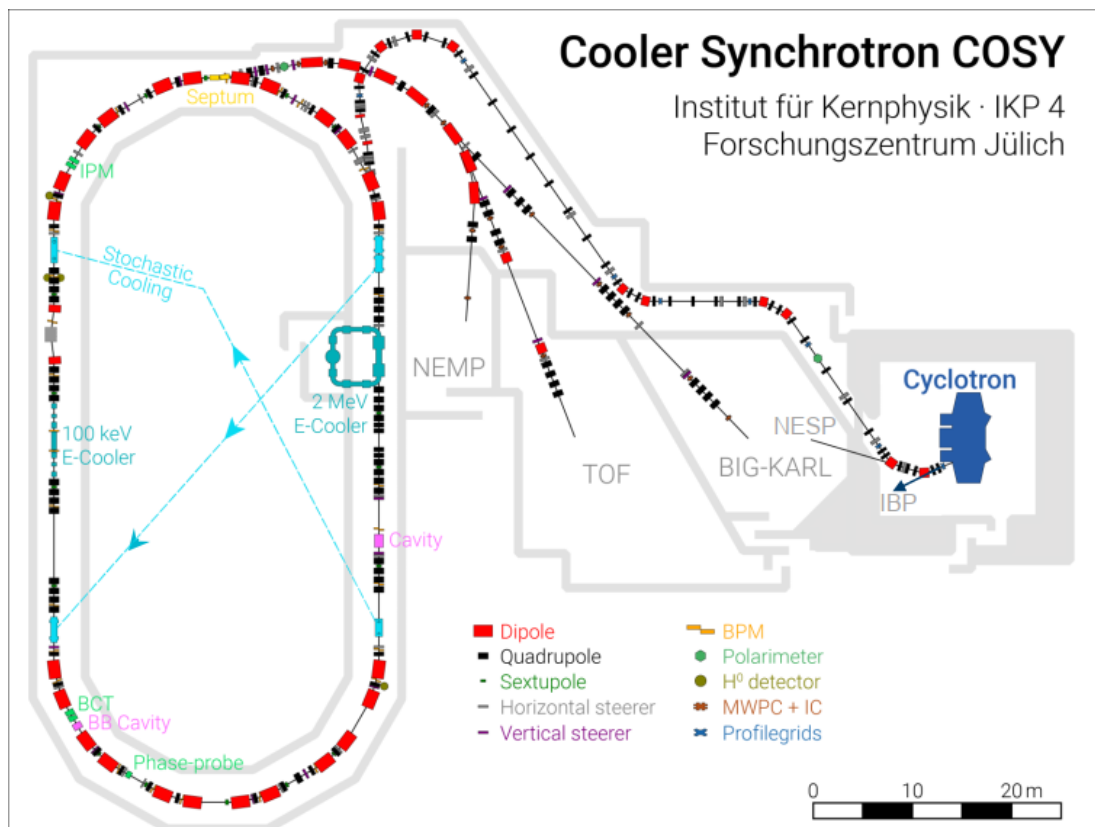 Cooler Synchrotron COSY
Institut für Kernphysik · IKP 4
Forschungszentrum Jülich
Septum
IPM
Stochastic
Cooling
NEMP
2 MeV
E-Cooler
100 keV
E-Cooler
Cyclotron
NESP
TOF
BIG-KARL
IBP
Cavity
Dipole
Quadrupole
Sextupole
Horizontal steerer
Vertical steerer
BPM
Polarimeter
H⁰ detector
MWPC + IC
Profilegrids
BCT
BB Cavity
Phase-probe
0 10 20 m